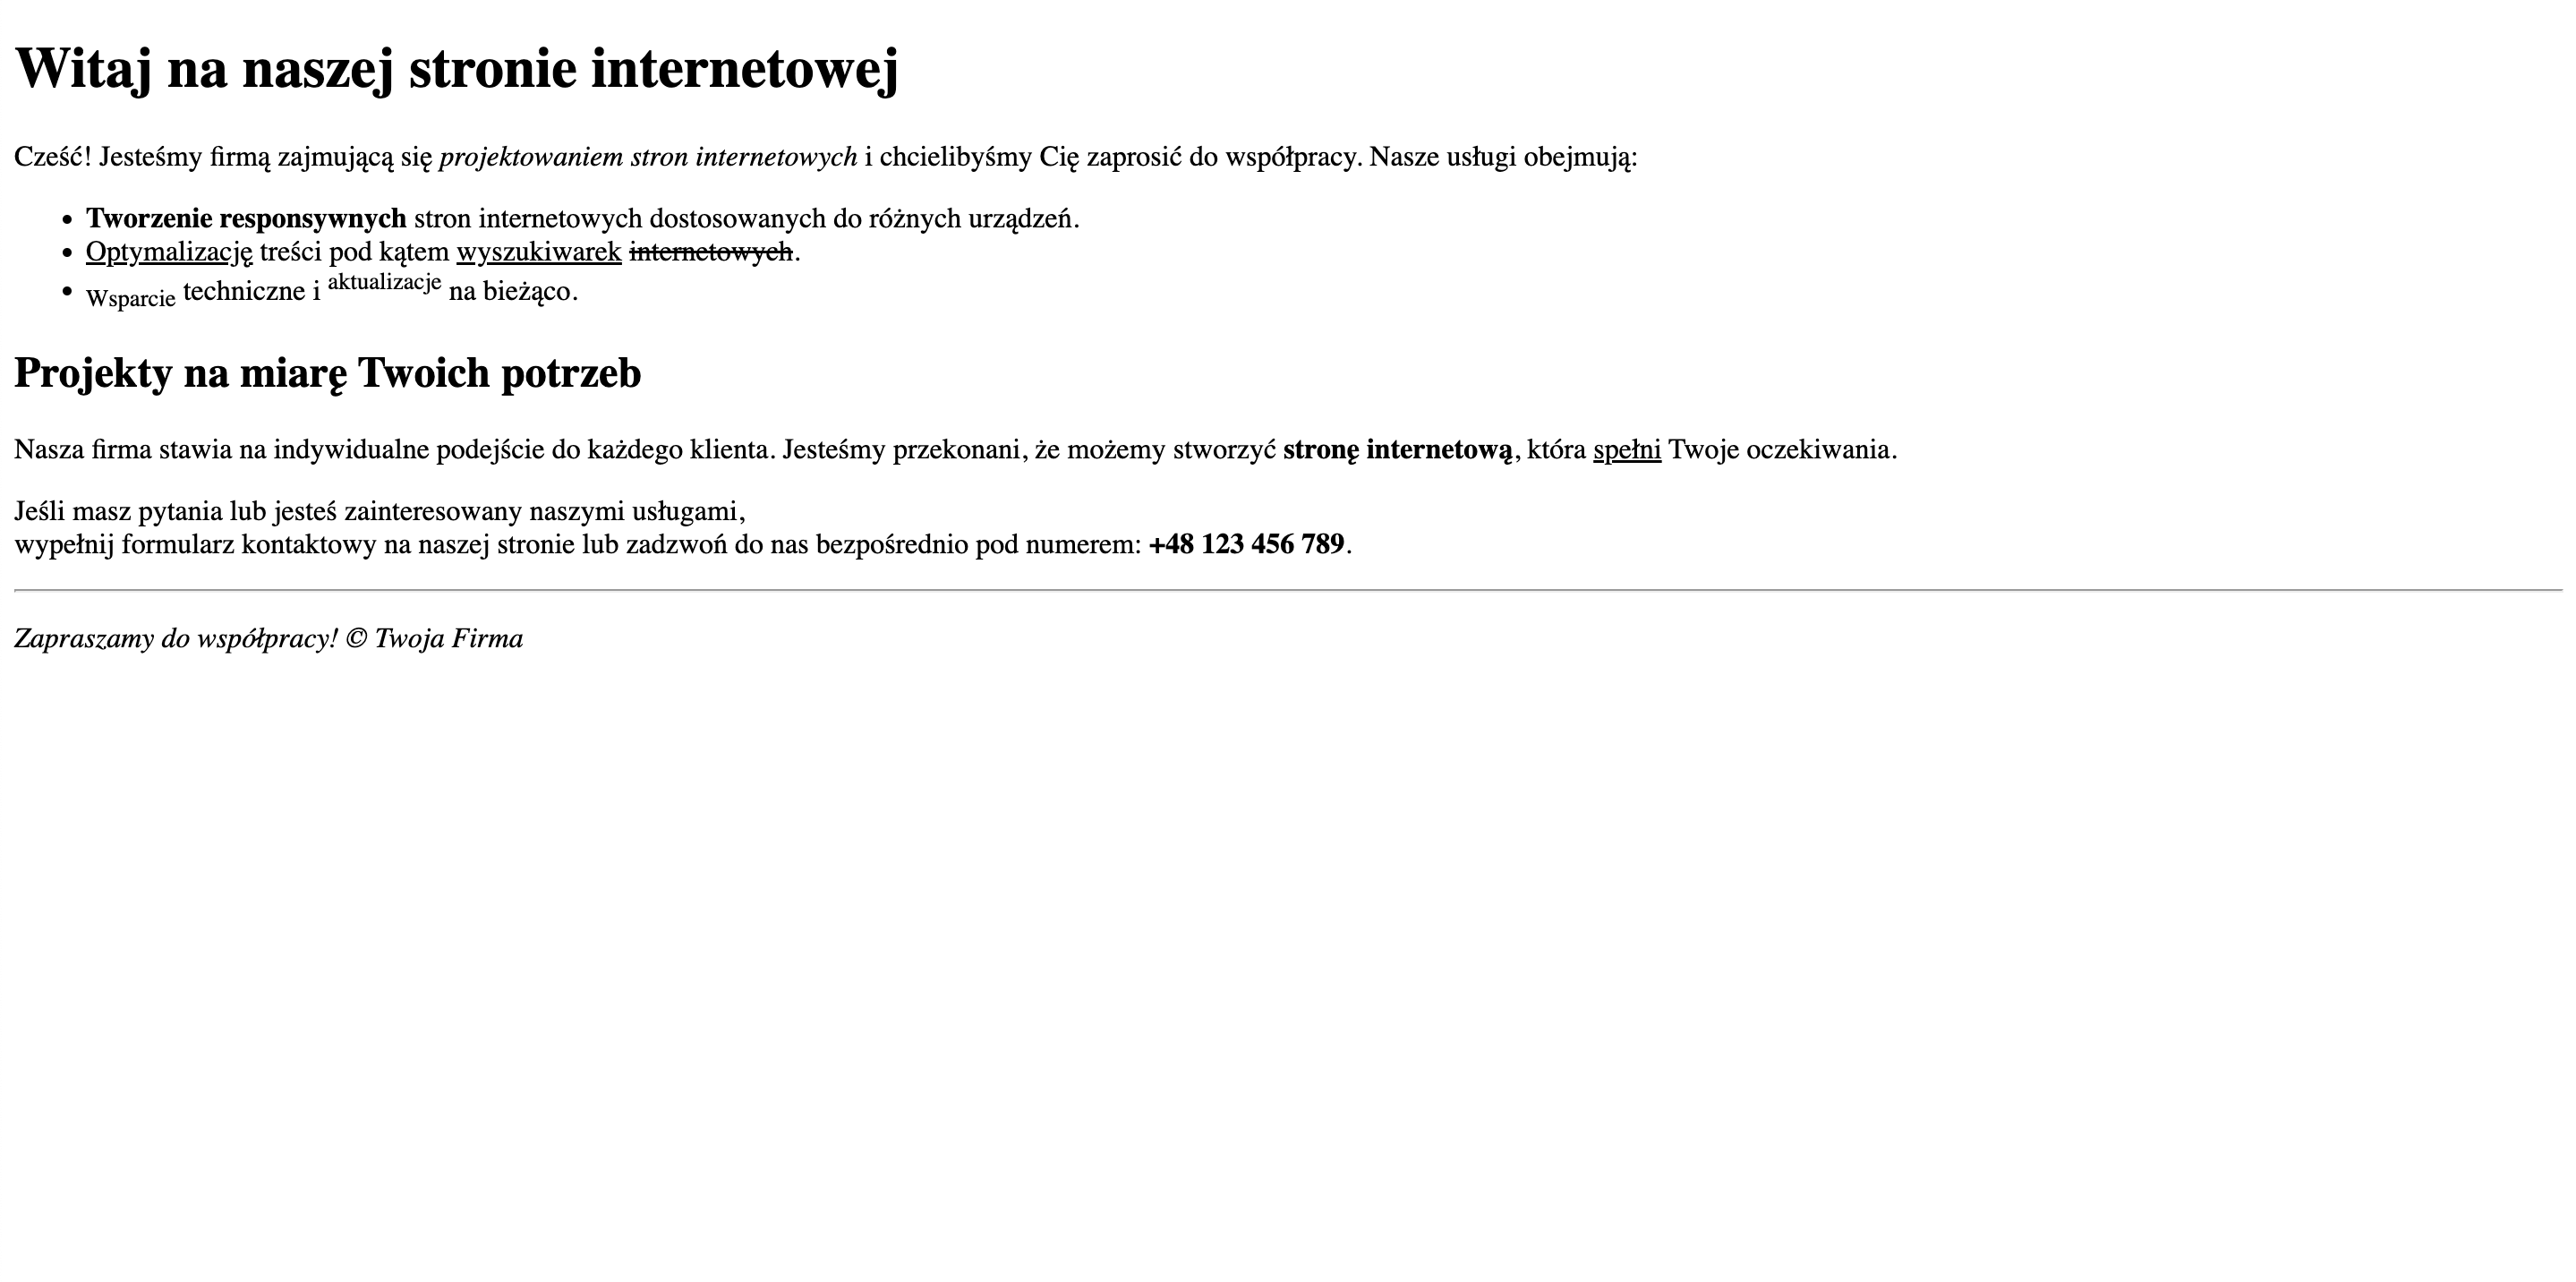 Witaj na naszej stronie internetowej
Cześć! Jesteśmy firmą zajmującą się projektowaniem stron internetowych i chcielibyśmy Cię zaprosić do współpracy. Nasze usługi obejmują:
• Tworzenie responsywnych stron internetowych dostosowanych do różnych urządzeń.
• Optymalizację treści pod kątem wyszukiwarek internetowych.
• Wsparcie techniczne i aktualizacje na bieżąco.
Projekty na miarę Twoich potrzeb
Nasza firma stawia na indywidualne podejście do każdego klienta. Jesteśmy przekonani, że możemy stworzyć stronę internetową, która spełni Twoje oczekiwania.
Jeśli masz pytania lub jesteś zainteresowany naszymi usługami,
wypełnij formularz kontaktowy na naszej stronie lub zadzwoń do nas bezpośrednio pod numerem: +48 123 456 789.
Zapraszamy do współpracy! © Twoja Firma